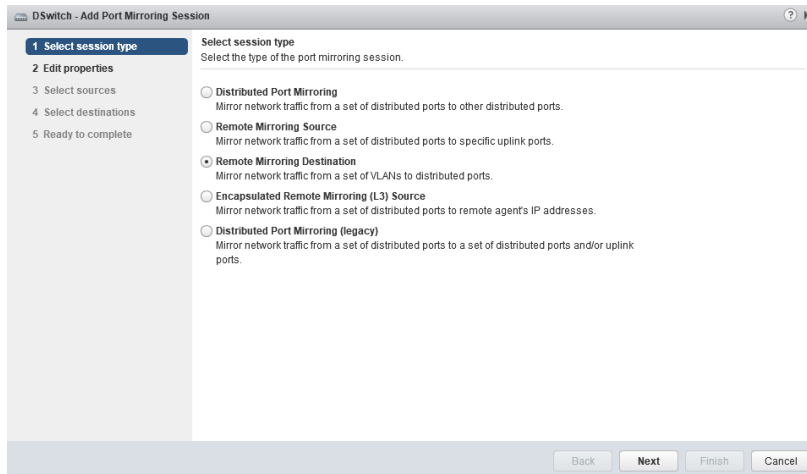 DSwitch - Add Port Mirroring Session
?
1 Select session type
2 Edit properties
3 Select sources
4 Select destinations
5 Ready to complete
Select session type
Select the type of the port mirroring session.
Distributed Port Mirroring
Mirror network traffic from a set of distributed ports to other distributed ports.
Remote Mirroring Source
Mirror network traffic from a set of distributed ports to specific uplink ports.
Remote Mirroring Destination
Mirror network traffic from a set of VLANs to distributed ports.
Encapsulated Remote Mirroring (L3) Source
Mirror network traffic from a set of distributed ports to remote agent's IP addresses.
Distributed Port Mirroring (legacy)
Mirror network traffic from a set of distributed ports to a set of distributed ports and/or uplink
ports.
Back Next Finish Cancel